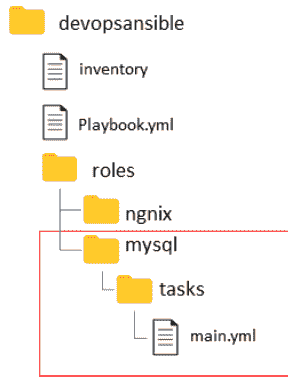 devopsansible
inventory
Playbook.yml
roles
ngnix
mysql
tasks
main.yml